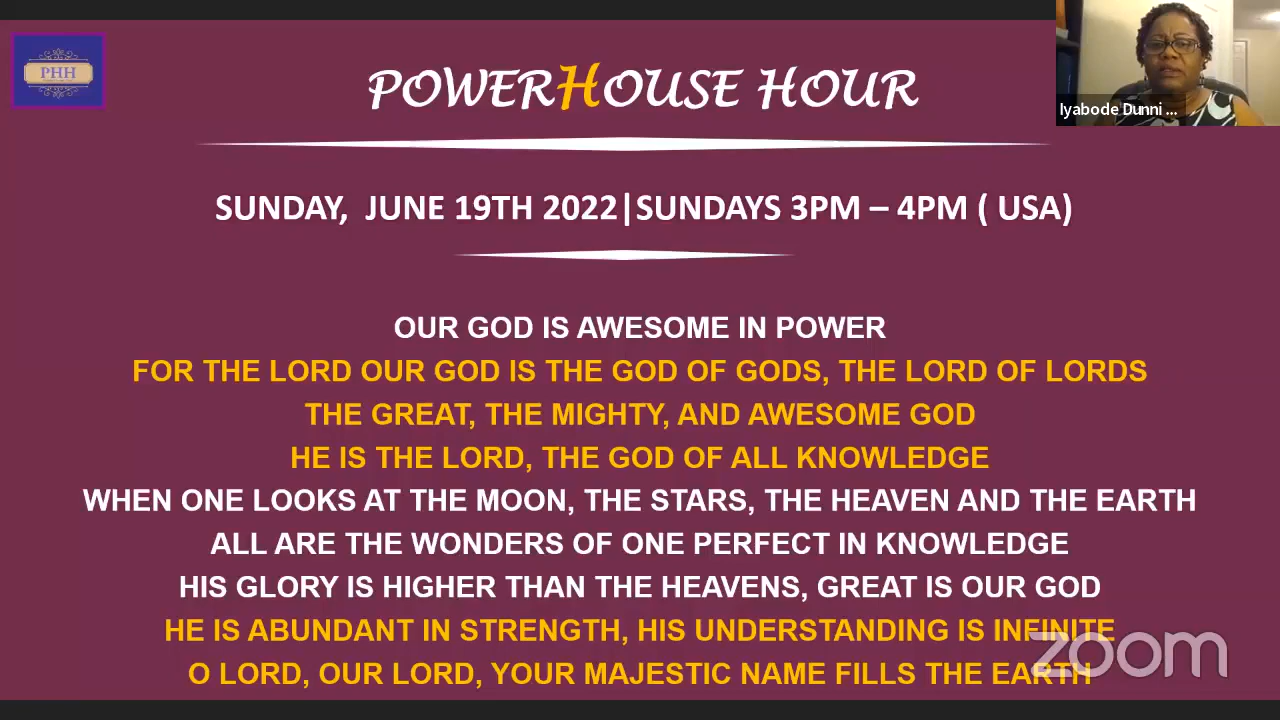 PHH
POWERHOUSE HOUR
Iyabode Dunni ...
SUNDAY, JUNE 19TH 2022|SUNDAYS 3PM – 4PM ( USA)
OUR GOD IS AWESOME IN POWER
FOR THE LORD OUR GOD IS THE GOD OF GODS, THE LORD OF LORDS
THE GREAT, THE MIGHTY, AND AWESOME GOD
HE IS THE LORD, THE GOD OF ALL KNOWLEDGE
WHEN ONE LOOKS AT THE MOON, THE STARS, THE HEAVEN AND THE EARTH
ALL ARE THE WONDERS OF ONE PERFECT IN KNOWLEDGE
HIS GLORY IS HIGHER THAN THE HEAVENS, GREAT IS OUR GOD
HE IS ABUNDANT IN STRENGTH, HIS UNDERSTANDING IS INFINITE
O LORD, OUR LORD, YOUR MAJESTIC NAME FILLS THE EARTH
zoom